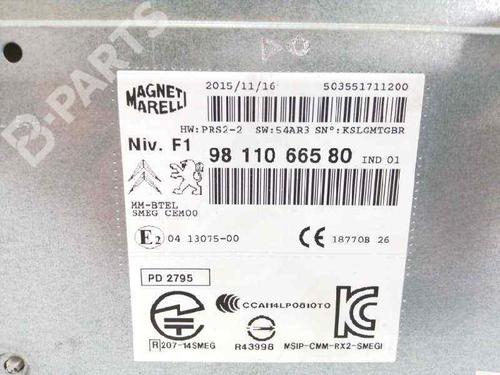 B-PARTS
MAGNETI
MARELLI
2015/11/16 503551711200
HW:PRS2-2 SW:54AR3 SN°:KSLGMTGBR
Niv. F1 98 110 665 80 IND 01
MM-BTEL
SMEG CEM00
E2 04 13075-00 CE 18770B 26
PD 2795
CCAH14LP0810T0
R 207-14SMEG R43998 MSIP-CMM-RX2-SMEGI